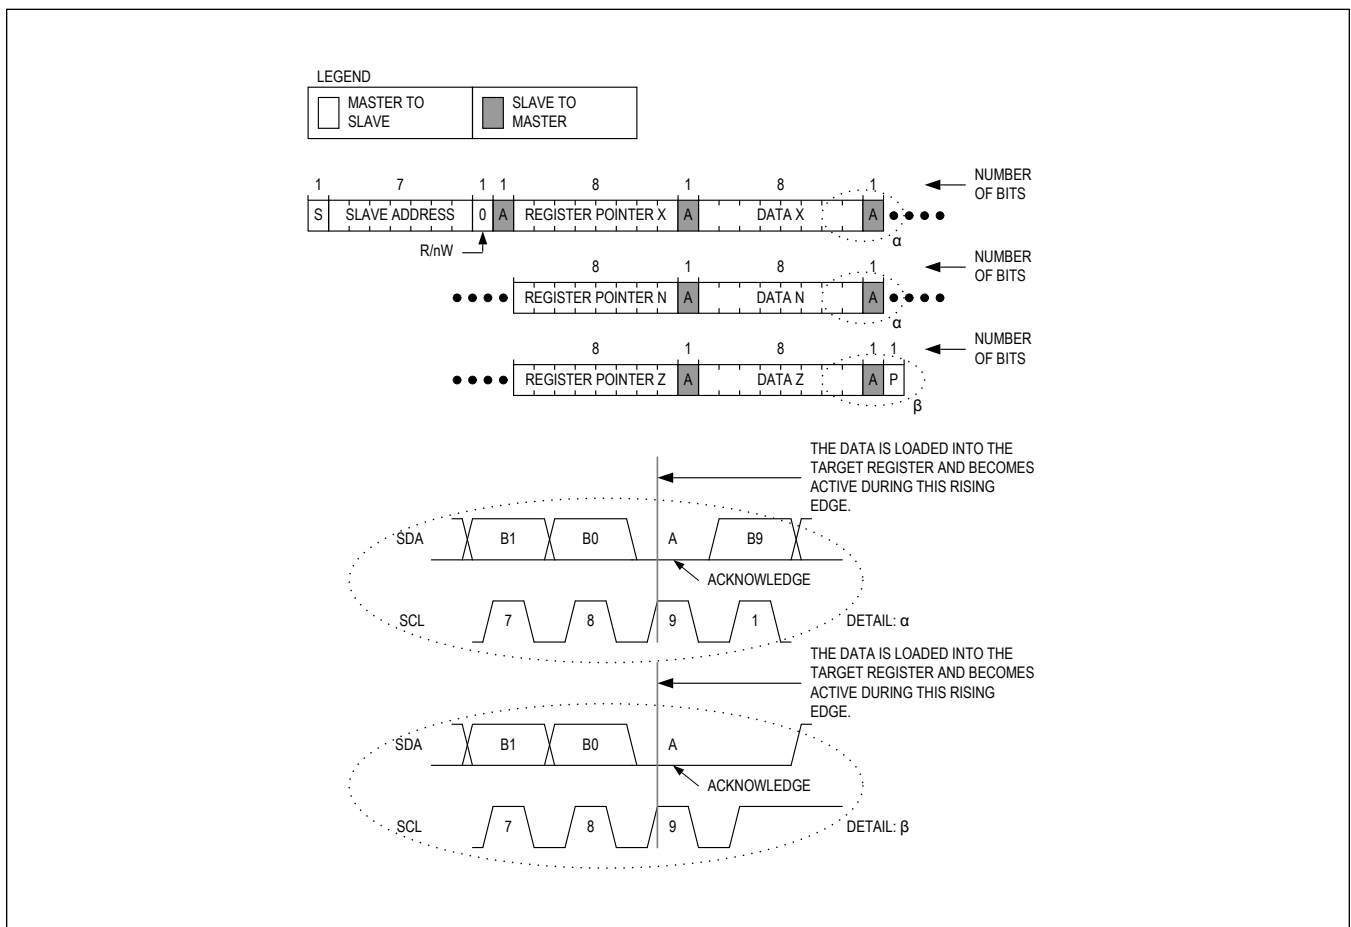 LEGEND
MASTER TO
SLAVE
SLAVE TO
MASTER
1 7 1 1 8 1 8 1
NUMBER
OF BITS
S SLAVE ADDRESS 0 A REGISTER POINTER X A DATA X A
α
R/nW
8 1 8 1
NUMBER
OF BITS
REGISTER POINTER N A DATA N A
α
8 1 8 1 1
NUMBER
OF BITS
REGISTER POINTER Z A DATA Z A P
β
THE DATA IS LOADED INTO THE
TARGET REGISTER AND BECOMES
ACTIVE DURING THIS RISING
EDGE.
SDA B1 B0 A B9
ACKNOWLEDGE
SCL 7 8 9 1 DETAIL: α
THE DATA IS LOADED INTO THE
TARGET REGISTER AND BECOMES
ACTIVE DURING THIS RISING
EDGE.
SDA B1 B0 A
ACKNOWLEDGE
SCL 7 8 9 DETAIL: β